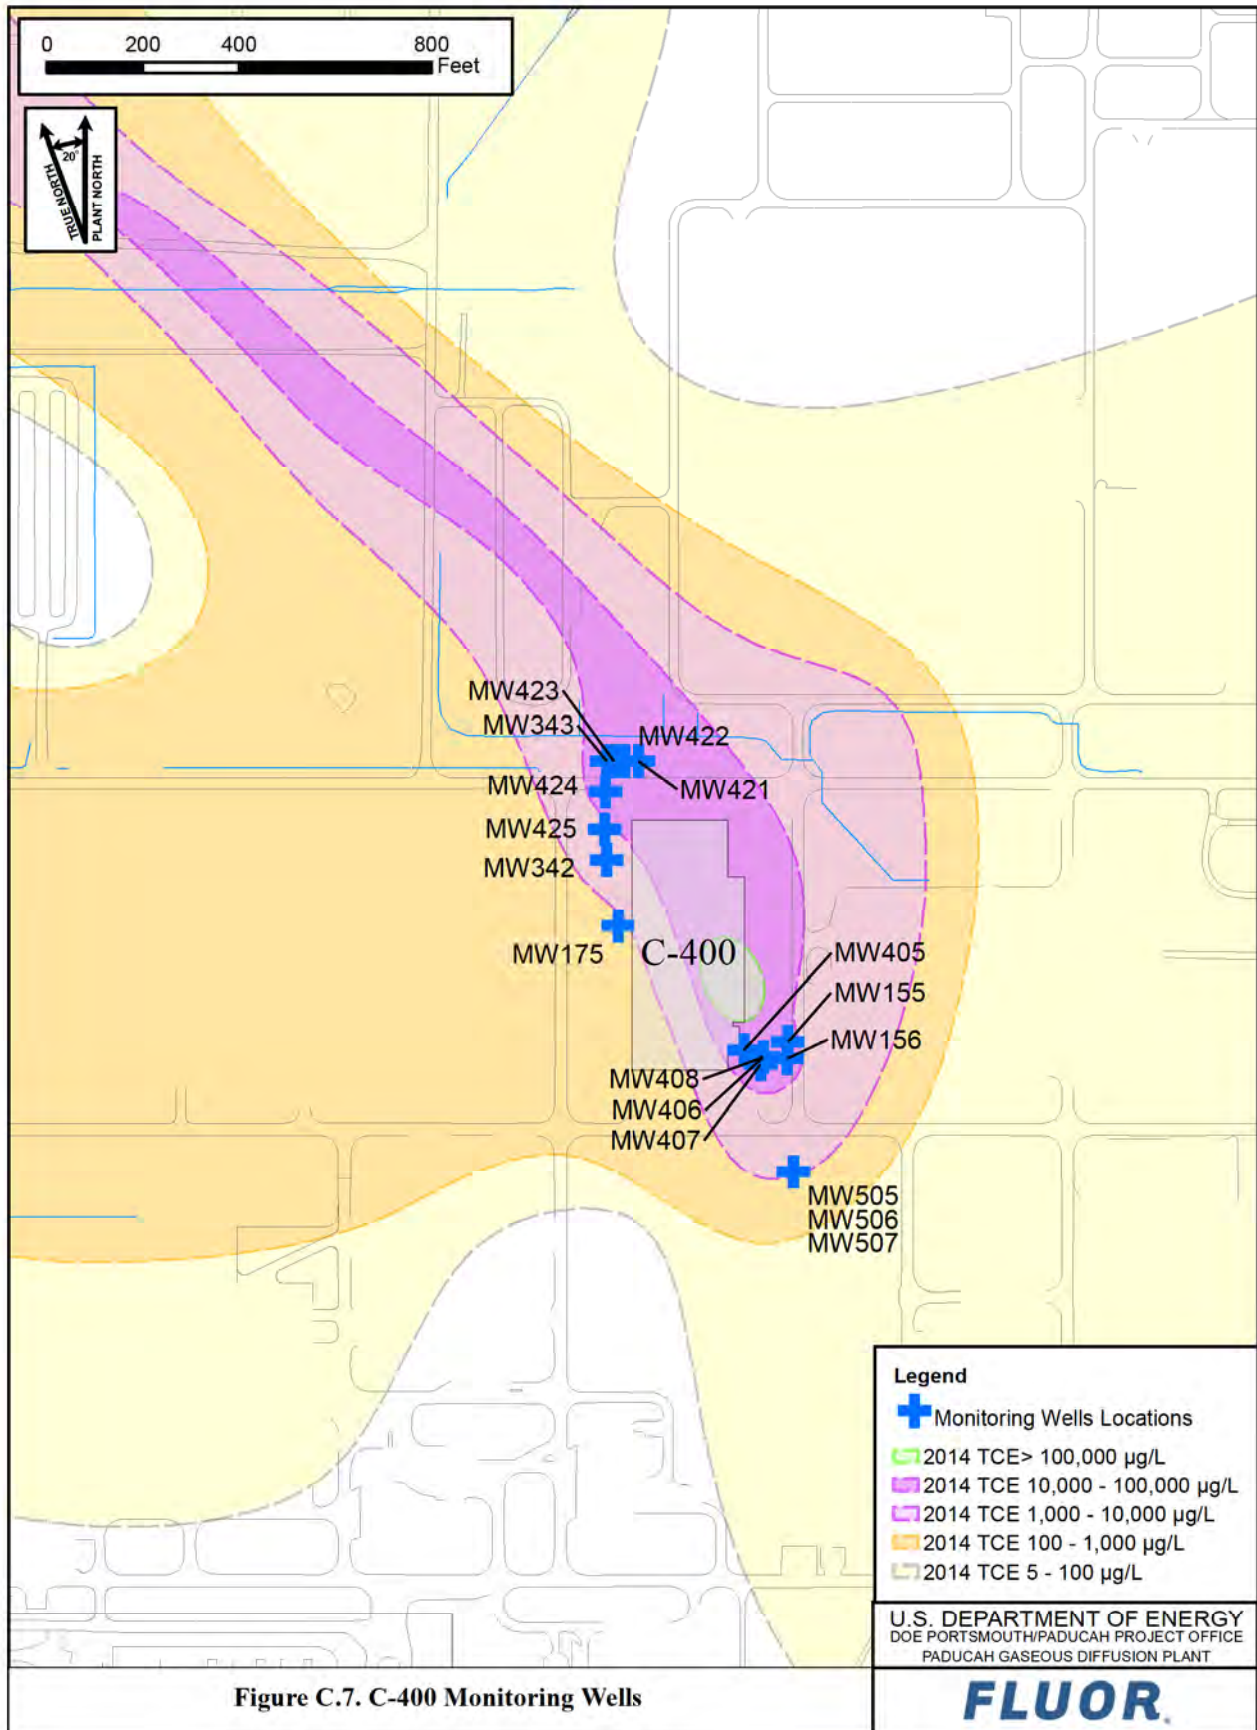 0 200 400 800
Feet
20°
TRUE NORTH
PLANT NORTH
MW423
MW343
MW422
MW424
MW421
MW425
MW342
MW175
C-400
MW405
MW155
MW156
MW408
MW406
MW407
MW505
MW506
MW507
Legend
Monitoring Wells Locations
2014 TCE> 100,000 µg/L
2014 TCE 10,000 - 100,000 µg/L
2014 TCE 1,000 - 10,000 µg/L
2014 TCE 100 - 1,000 µg/L
2014 TCE 5 - 100 µg/L
U.S. DEPARTMENT OF ENERGY
DOE PORTSMOUTH/PADUCAH PROJECT OFFICE
PADUCAH GASEOUS DIFFUSION PLANT
Figure C.7. C-400 Monitoring Wells
FLUOR.